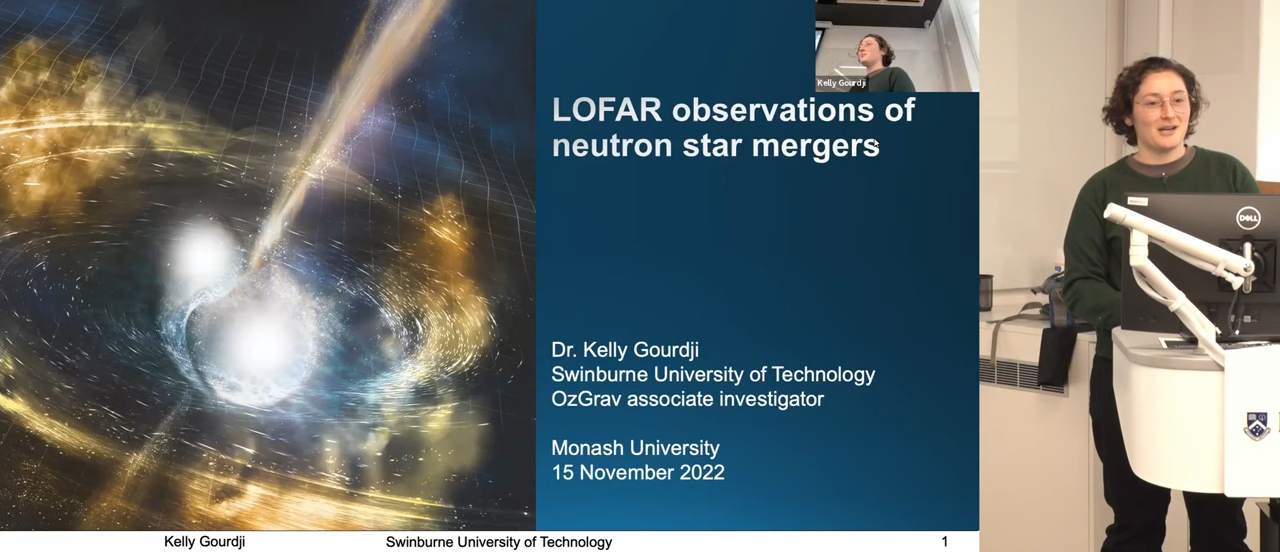 Kelly Gourdji
LOFAR observations of
neutron star mergers
Dr. Kelly Gourdji
Swinburne University of Technology
OzGrav associate investigator
Monash University
15 November 2022
DELL
Kelly Gourdji
Swinburne University of Technology
1